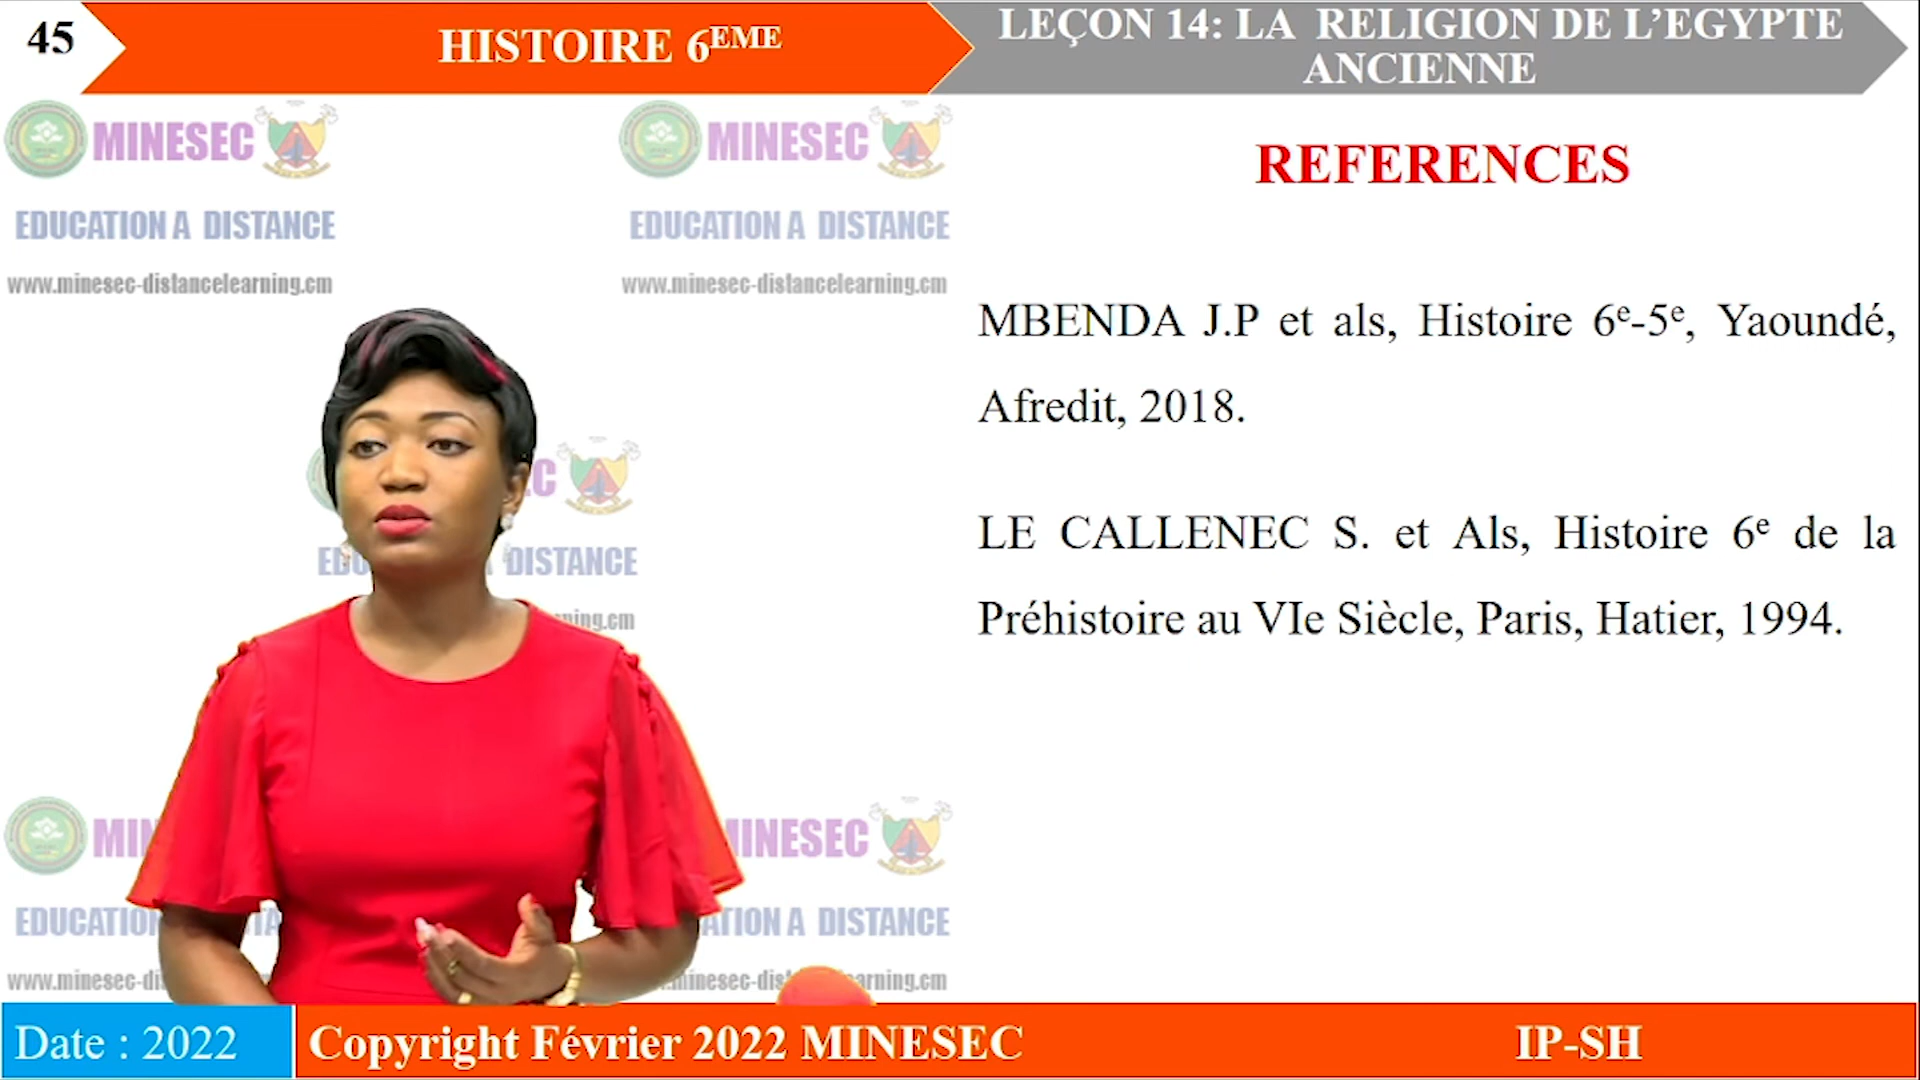 45
HISTOIRE 6EME
LEÇON 14: LA RELIGION DE L’EGYPTE
ANCIENNE
MINESEC
EDUCATION A DISTANCE
www.minesec-distancelearning.cm
MINESEC
EDUCATION A DISTANCE
www.minesec-distancelearning.cm
REFERENCES
MBENDA J.P et als, Histoire 6e-5e, Yaoundé,
Afredit, 2018.
LE CALLENEC S. et Als, Histoire 6e de la
Préhistoire au VIe Siècle, Paris, Hatier, 1994.
DISTANCE
MINESEC
DISTANCE
Date : 2022
Copyright Février 2022 MINESEC
IP-SH